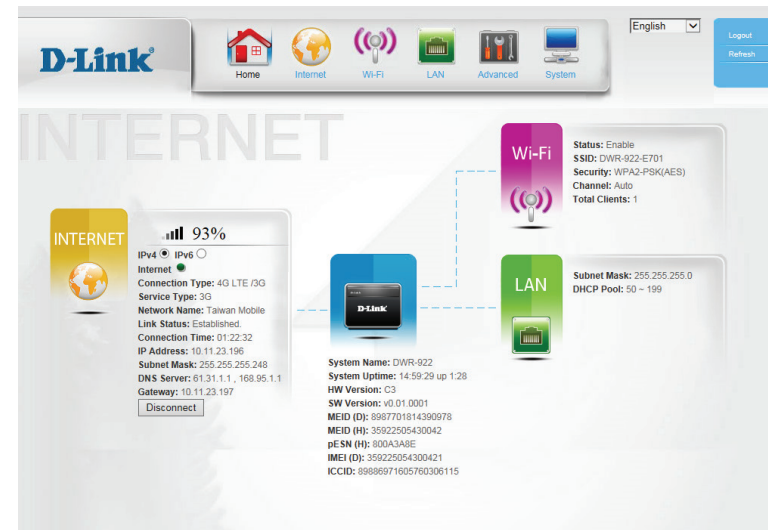 English
Logout
Refresh
D-Link
Home
Internet
Wi-Fi
LAN
Advanced
System
INTERNET
Wi-Fi
Status: Enable
SSID: DWR-922-E701
Security: WPA2-PSK(AES)
Channel: Auto
Total Clients: 1
INTERNET
93%
IPv4 IPv6
Internet
Connection Type: 4G LTE /3G
Service Type: 3G
Network Name: Taiwan Mobile
Link Status: Established.
Connection Time: 01:22:32
IP Address: 10.11.23.196
Subnet Mask: 255.255.255.248
DNS Server: 61.31.1.1 , 168.95.1.1
Gateway: 10.11.23.197
Disconnect
D-Link
System Name: DWR-922
System Uptime: 14:59:29 up 1:28
HW Version: C3
SW Version: v0.01.0001
MEID (D): 8987701814390978
MEID (H): 35922505430042
pESN (H): 800A3A8E
IMEI (D): 359225054300421
ICCID: 89886971605760306115
LAN
Subnet Mask: 255.255.255.0
DHCP Pool: 50 ~ 199